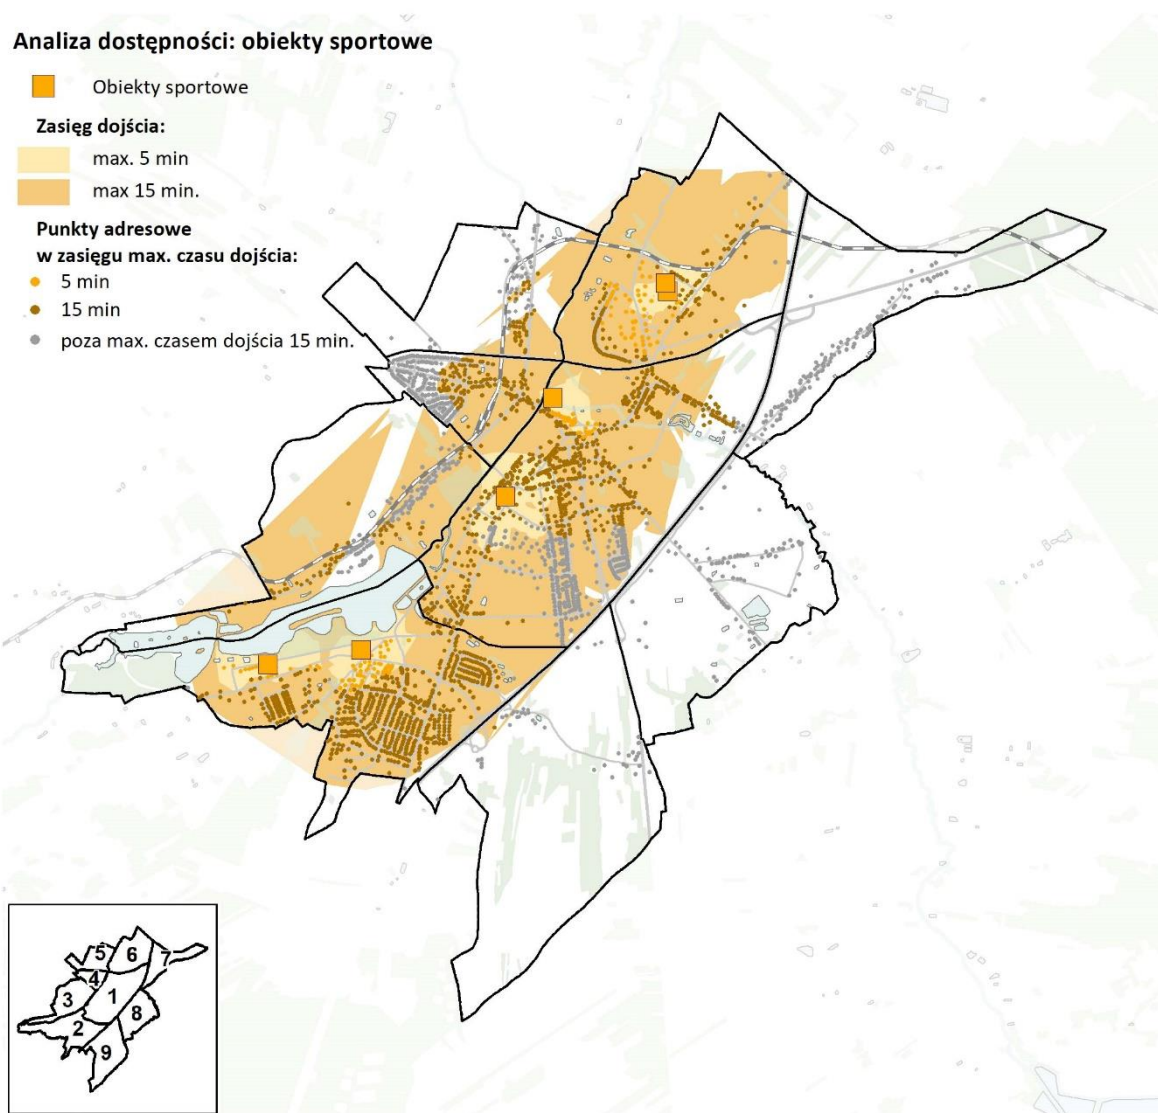 Analiza dostępności: obiekty sportowe
Obiekty sportowe
Zasięg dojścia:
max. 5 min
max 15 min.
Punkty adresowe
w zasięgu max. czasu dojścia:
5 min
15 min
poza max. czasem dojścia 15 min.
5
6
7
4
1
3
8
2
9